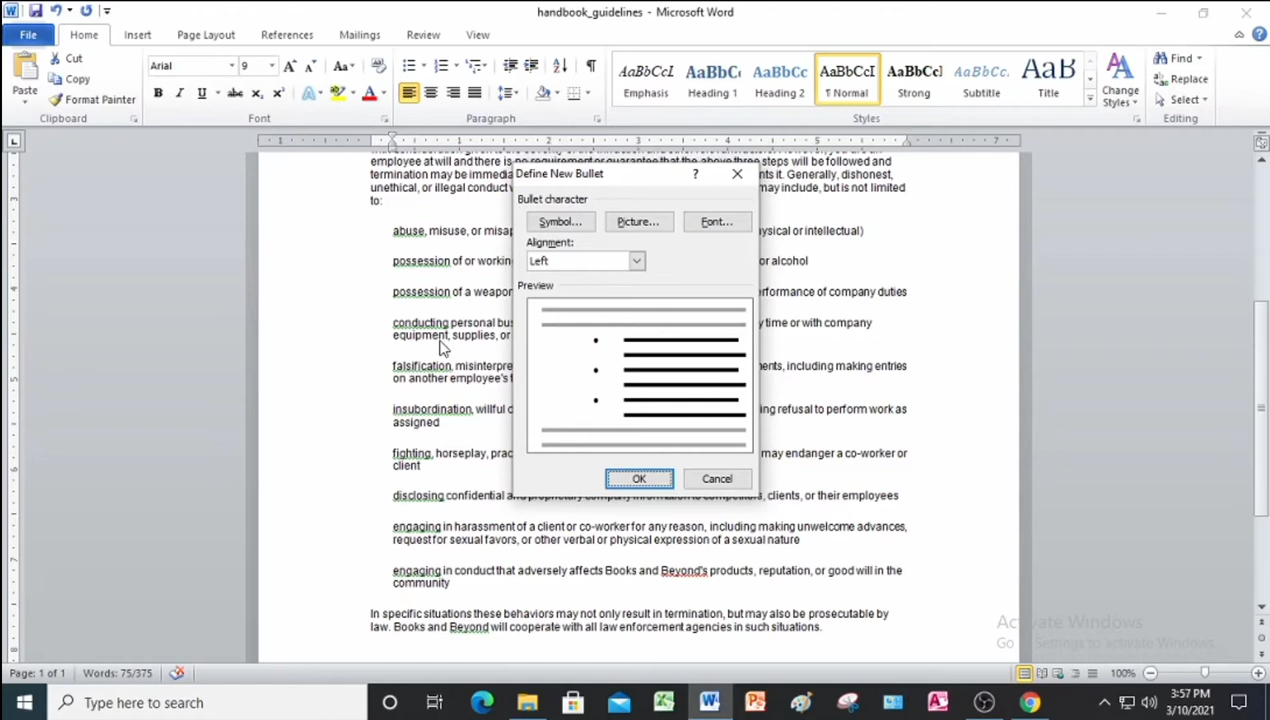 handbook_guidelines - Microsoft Word
File Home Insert Page Layout References Mailings Review View
Paste
Cut
Copy
Format Painter
Clipboard
Arial 9
Font
Paragraph
AaBbCcI AaBbC AaBbCc AaBbCcI AaBbCc AaBbCc AaB
Emphasis Heading 1 Heading 2 ¶ Normal Strong Subtitle Title
Change Styles
Styles
Find
Replace
Select
Editing
employee at will and there is no requirement or guarantee that the above three steps will be followed and
termination may be immedia nts it. Generally, dishonest,
unethical, or illegal conduct may include, but is not limited
to:
abuse, misuse, or misap ysical or intellectual)
possession of or workin or alcohol
possession of a weapo erformance of company duties
conducting personal bus y time or with company
equipment, supplies, or
falsification, misinterpre ents, including making entries
on another employee's t
insubordination, willful d ing refusal to perform work as
assigned
fighting, horseplay, prac may endanger a co-worker or
client
disclosing confidential and proprietary company information to competitors, clients, or their employees
engaging in harassment of a client or co-worker for any reason, including making unwelcome advances,
request for sexual favors, or other verbal or physical expression of a sexual nature
engaging in conduct that adversely affects Books and Beyond's products, reputation, or good will in the
community
In specific situations these behaviors may not only result in termination, but may also be prosecutable by
law. Books and Beyond will cooperate with all law enforcement agencies in such situations.
Define New Bullet
Bullet character
Symbol... Picture... Font...
Alignment:
Left
Preview
OK Cancel
Activate Windows
Go to Settings to activate Windows.
Page: 1 of 1 Words: 75/375 100%
Type here to search
3:57 PM
3/10/2021